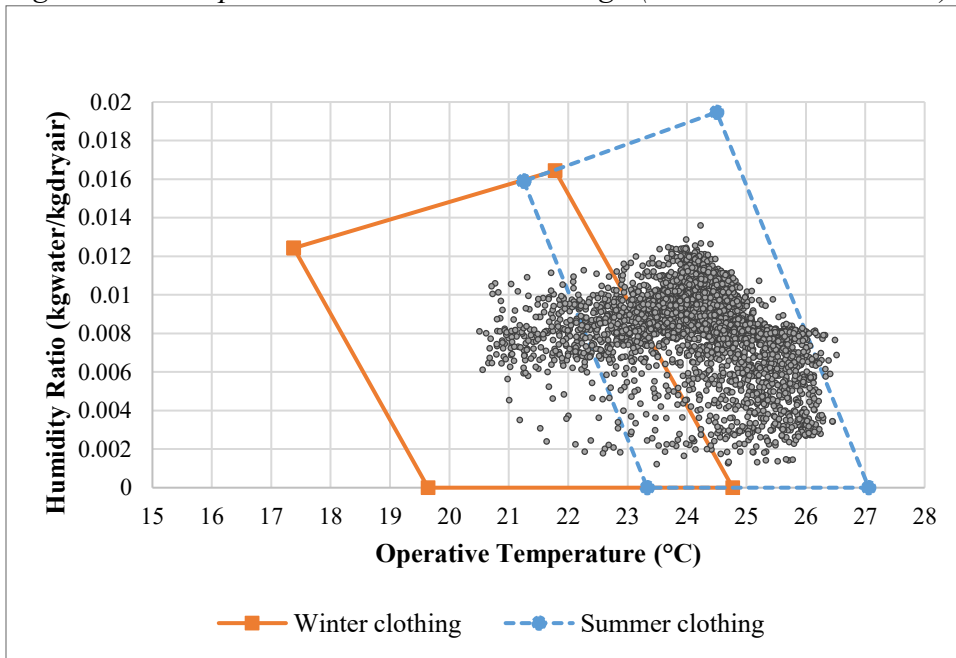 Humidity Ratio (kgwater/kgdryair)
0.02
0.018
0.016
0.014
0.012
0.01
0.008
0.006
0.004
0.002
0
15 16 17 18 19 20 21 22 23 24 25 26 27 28
Operative Temperature (°C)
Winter clothing Summer clothing